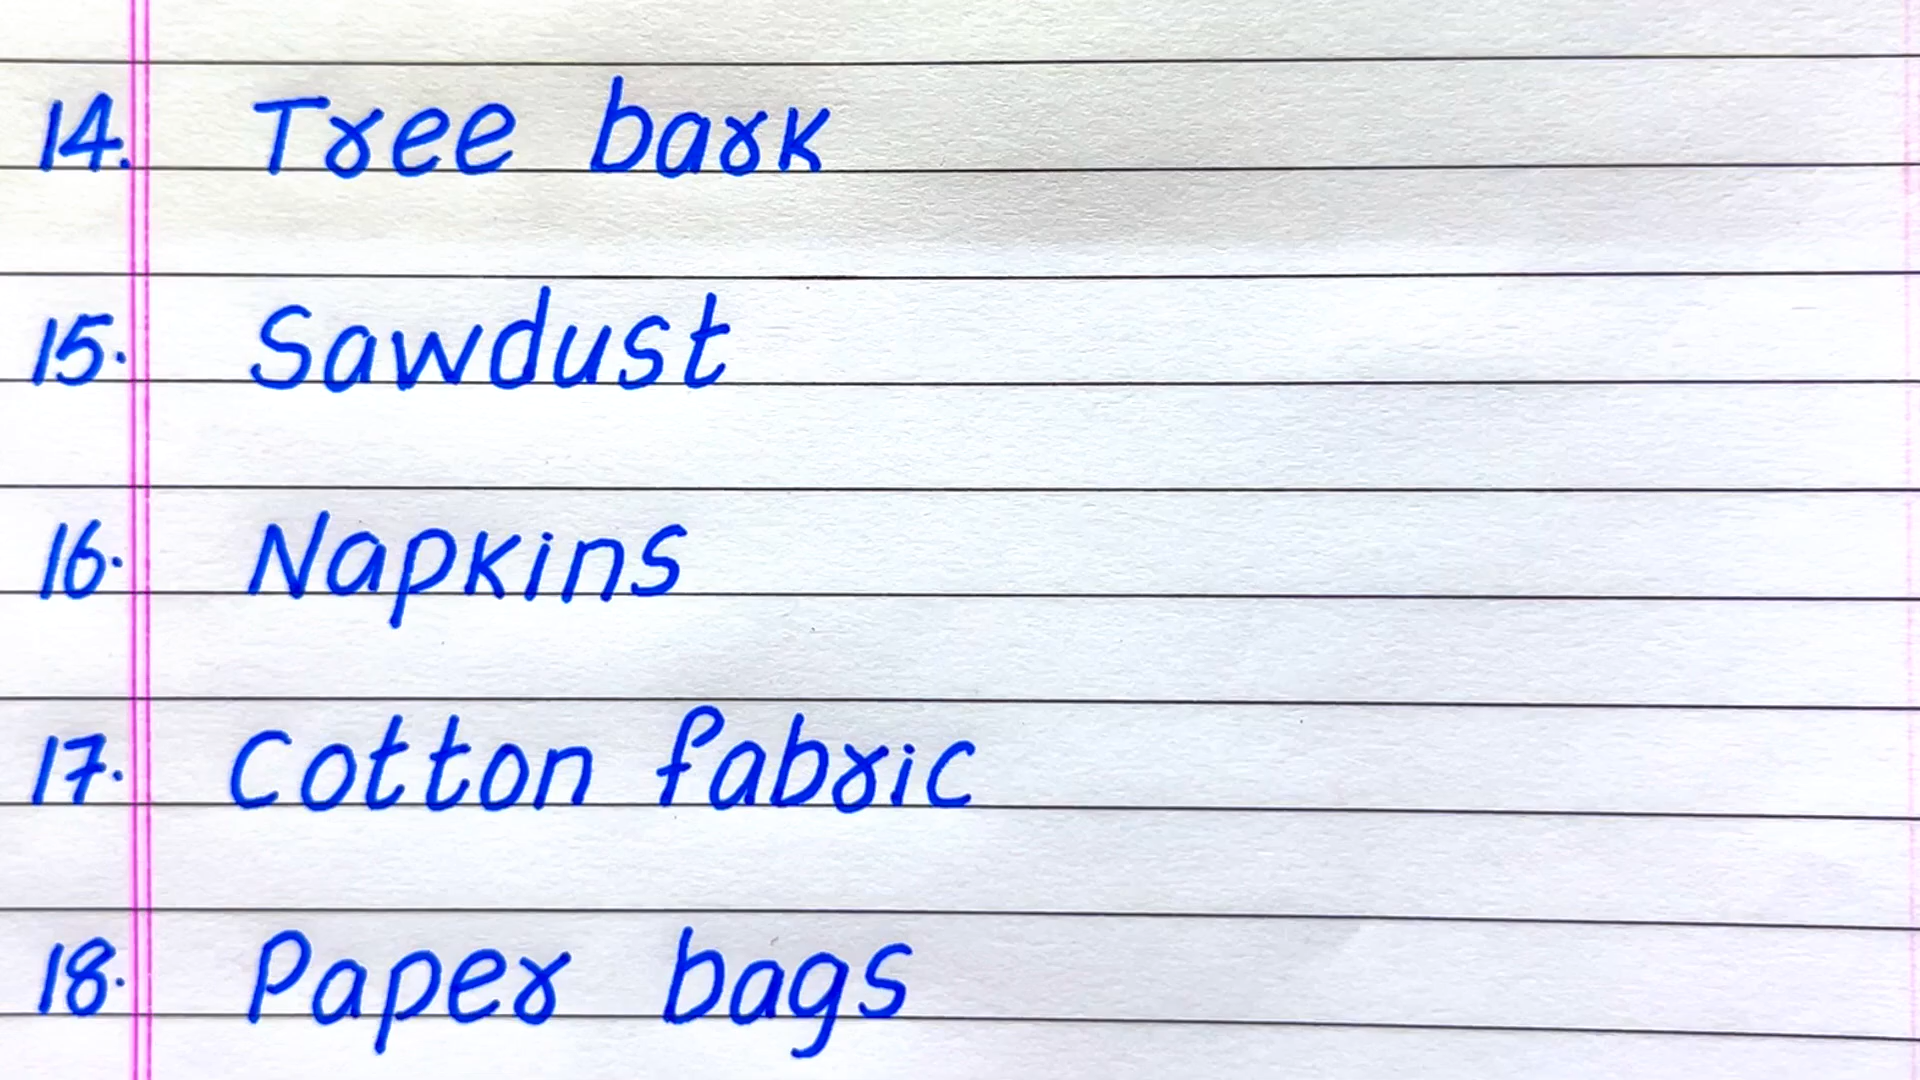 14. Tree bark
15. Sawdust
16. Napkins
17. Cotton fabric
18. Paper bags